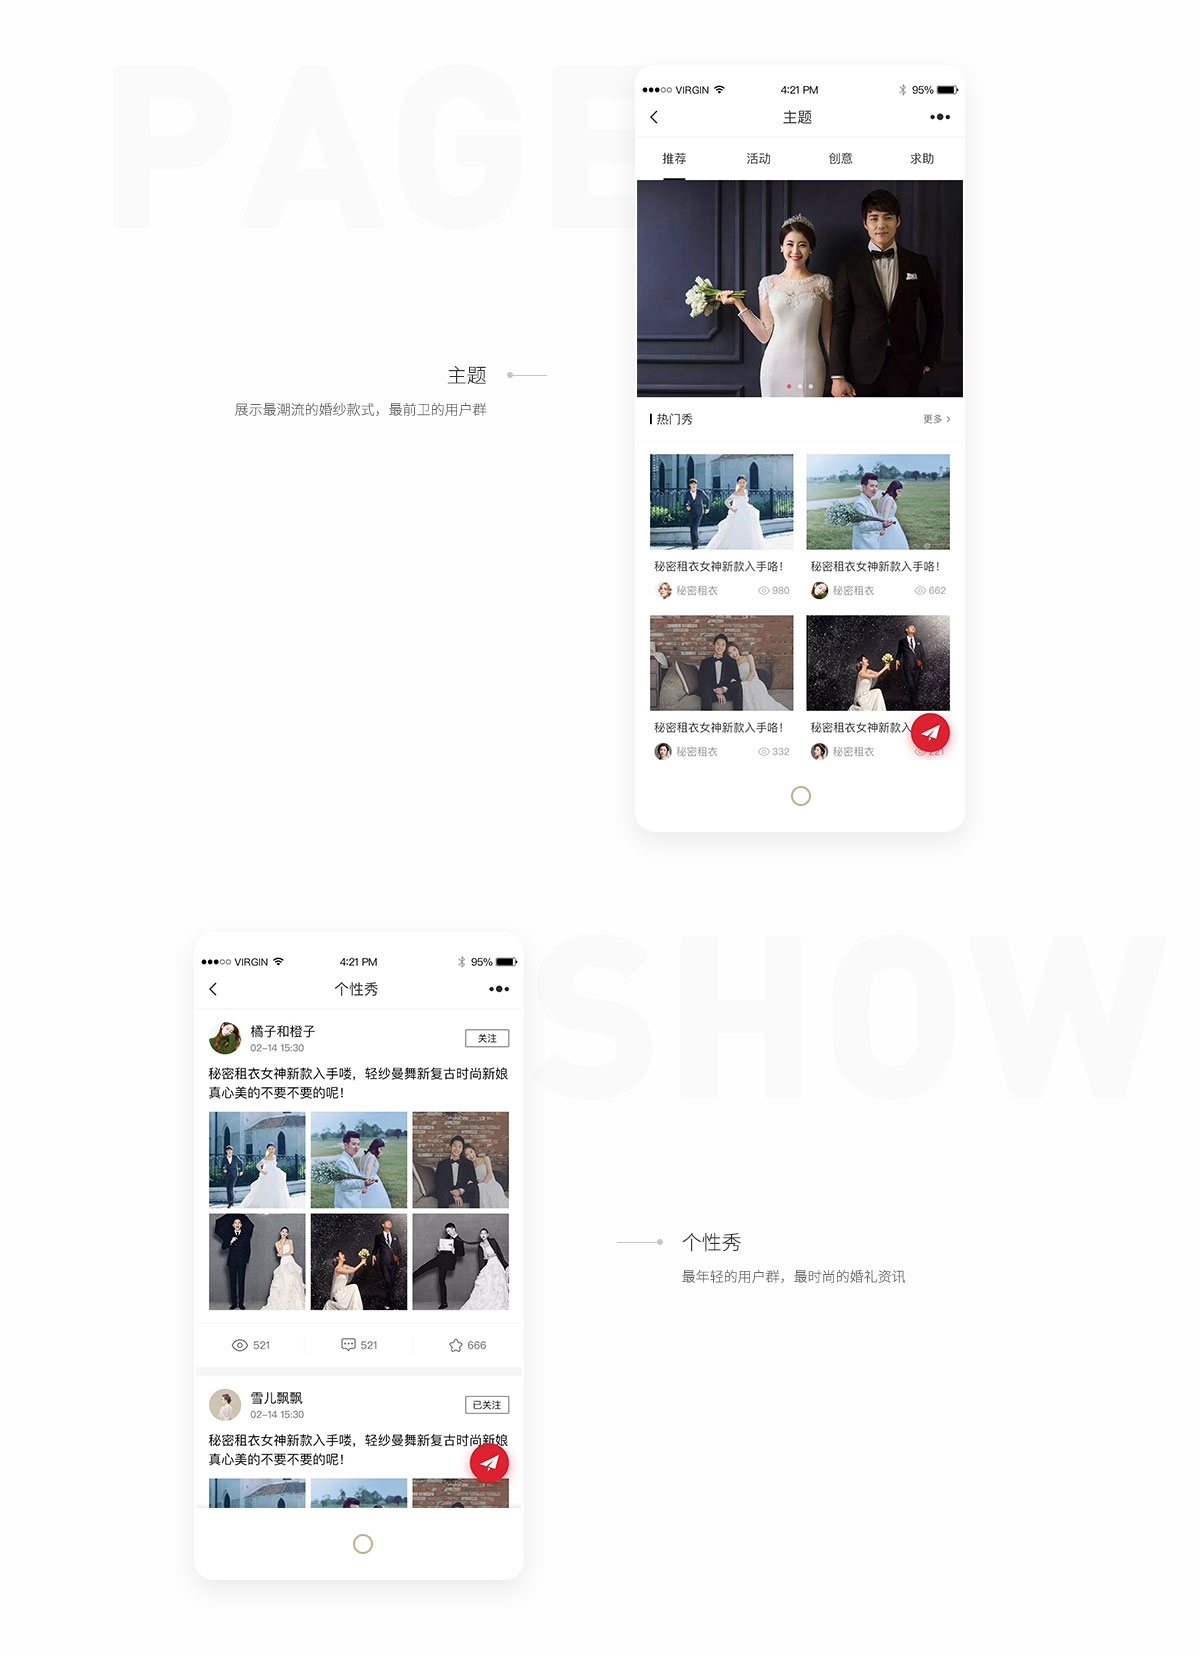 PAGE
VIRGIN 4:21 PM 95%
主题
推荐 活动 创意 求助
主题
展示最潮流的婚纱款式，最前卫的用户群
热门秀 更多
秘密租衣女神新款入手咯！ 秘密租衣女神新款入手咯！
秘密租衣 980 秘密租衣 662
秘密租衣女神新款入手咯！ 秘密租衣女神新款入
秘密租衣 332 秘密租衣 221
SHOW
VIRGIN 4:21 PM 95%
个性秀
橘子和橙子
02-14 15:30
关注
秘密租衣女神新款入手喽，轻纱曼舞新复古时尚新娘
真心美的不要不要的呢！
个性秀
最年轻的用户群，最时尚的婚礼资讯
521 521 666
雪儿飘飘
02-14 15:30
已关注
秘密租衣女神新款入手喽，轻纱曼舞新复古时尚新娘
真心美的不要不要的呢！